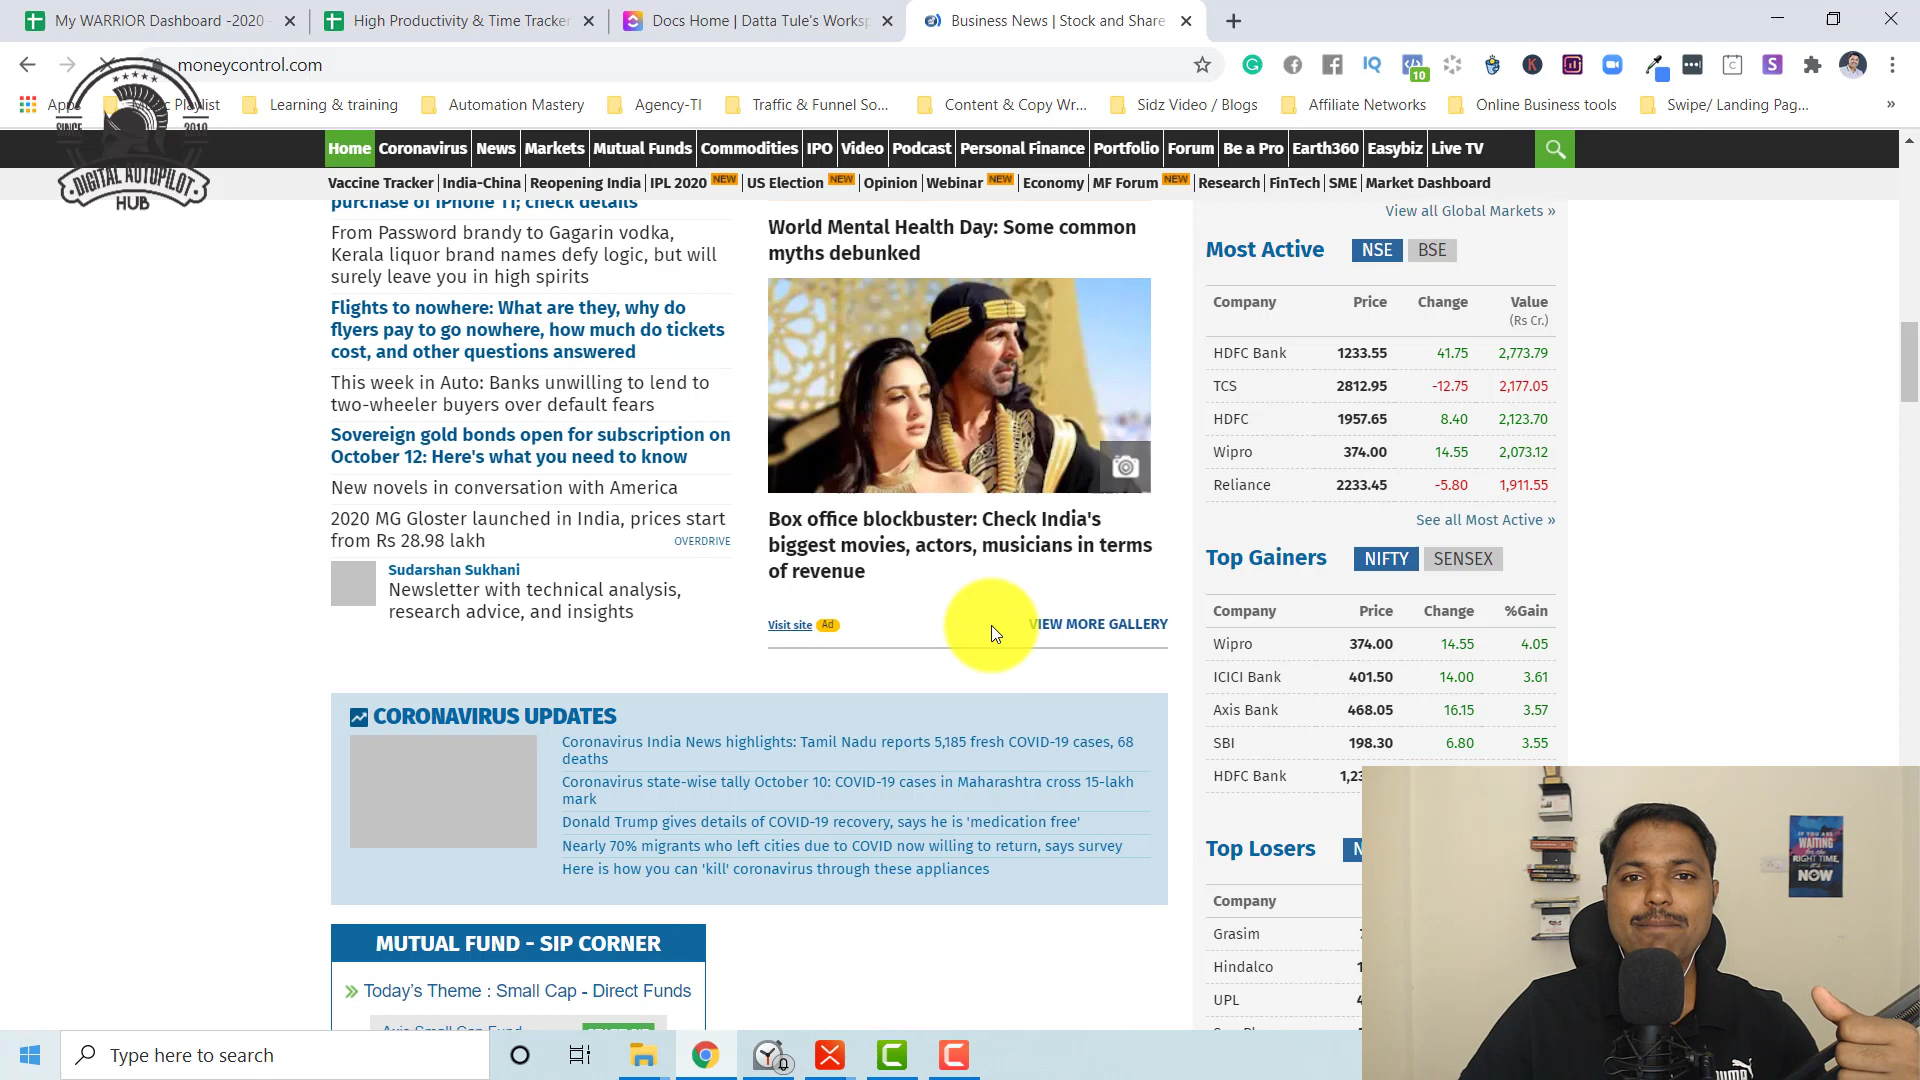 My WARRIOR Dashboard -2020
High Productivity & Time Tracker
Docs Home | Datta Tule's Worksp
Business News | Stock and Share
moneycontrol.com
10
Apps
Playlist
Learning & training
Automation Mastery
Agency-TI
Traffic & Funnel So...
Content & Copy Wr...
Sidz Video / Blogs
Affiliate Networks
Online Business tools
Swipe/ Landing Pag...
SINCE 2019
DIGITAL AUTOPILOT
HUB
Home Coronavirus News Markets Mutual Funds Commodities IPO Video Podcast Personal Finance Portfolio Forum Be a Pro Earth360 Easybiz Live TV
Vaccine Tracker India-China Reopening India IPL 2020 NEW US Election NEW Opinion Webinar NEW Economy MF Forum NEW Research FinTech SME Market Dashboard
purchase of iPhone 11; check details
From Password brandy to Gagarin vodka,
Kerala liquor brand names defy logic, but will
surely leave you in high spirits
Flights to nowhere: What are they, why do
flyers pay to go nowhere, how much do tickets
cost, and other questions answered
This week in Auto: Banks unwilling to lend to
two-wheeler buyers over default fears
Sovereign gold bonds open for subscription on
October 12: Here's what you need to know
New novels in conversation with America
2020 MG Gloster launched in India, prices start
from Rs 28.98 lakh
OVERDRIVE
Sudarshan Sukhani
Newsletter with technical analysis,
research advice, and insights
World Mental Health Day: Some common
myths debunked
Box office blockbuster: Check India's
biggest movies, actors, musicians in terms
of revenue
Visit site Ad
VIEW MORE GALLERY
CORONAVIRUS UPDATES
Coronavirus India News highlights: Tamil Nadu reports 5,185 fresh COVID-19 cases, 68
deaths
Coronavirus state-wise tally October 10: COVID-19 cases in Maharashtra cross 15-lakh
mark
Donald Trump gives details of COVID-19 recovery, says he is 'medication free'
Nearly 70% migrants who left cities due to COVID now willing to return, says survey
Here is how you can 'kill' coronavirus through these appliances
MUTUAL FUND - SIP CORNER
Today's Theme : Small Cap - Direct Funds
View all Global Markets »
Most Active NSE BSE
Company Price Change Value
(Rs Cr.)
HDFC Bank 1233.55 41.75 2,773.79
TCS 2812.95 -12.75 2,177.05
HDFC 1957.65 8.40 2,123.70
Wipro 374.00 14.55 2,073.12
Reliance 2233.45 -5.80 1,911.55
See all Most Active »
Top Gainers NIFTY SENSEX
Company Price Change %Gain
Wipro 374.00 14.55 4.05
ICICI Bank 401.50 14.00 3.61
Axis Bank 468.05 16.15 3.57
SBI 198.30 6.80 3.55
HDFC Bank
Top Losers
Company
Grasim
Hindalco
UPL
IF YOU ARE
WAITING
FOR THE
RIGHT TIME,
IT'S
NOW
Type here to search